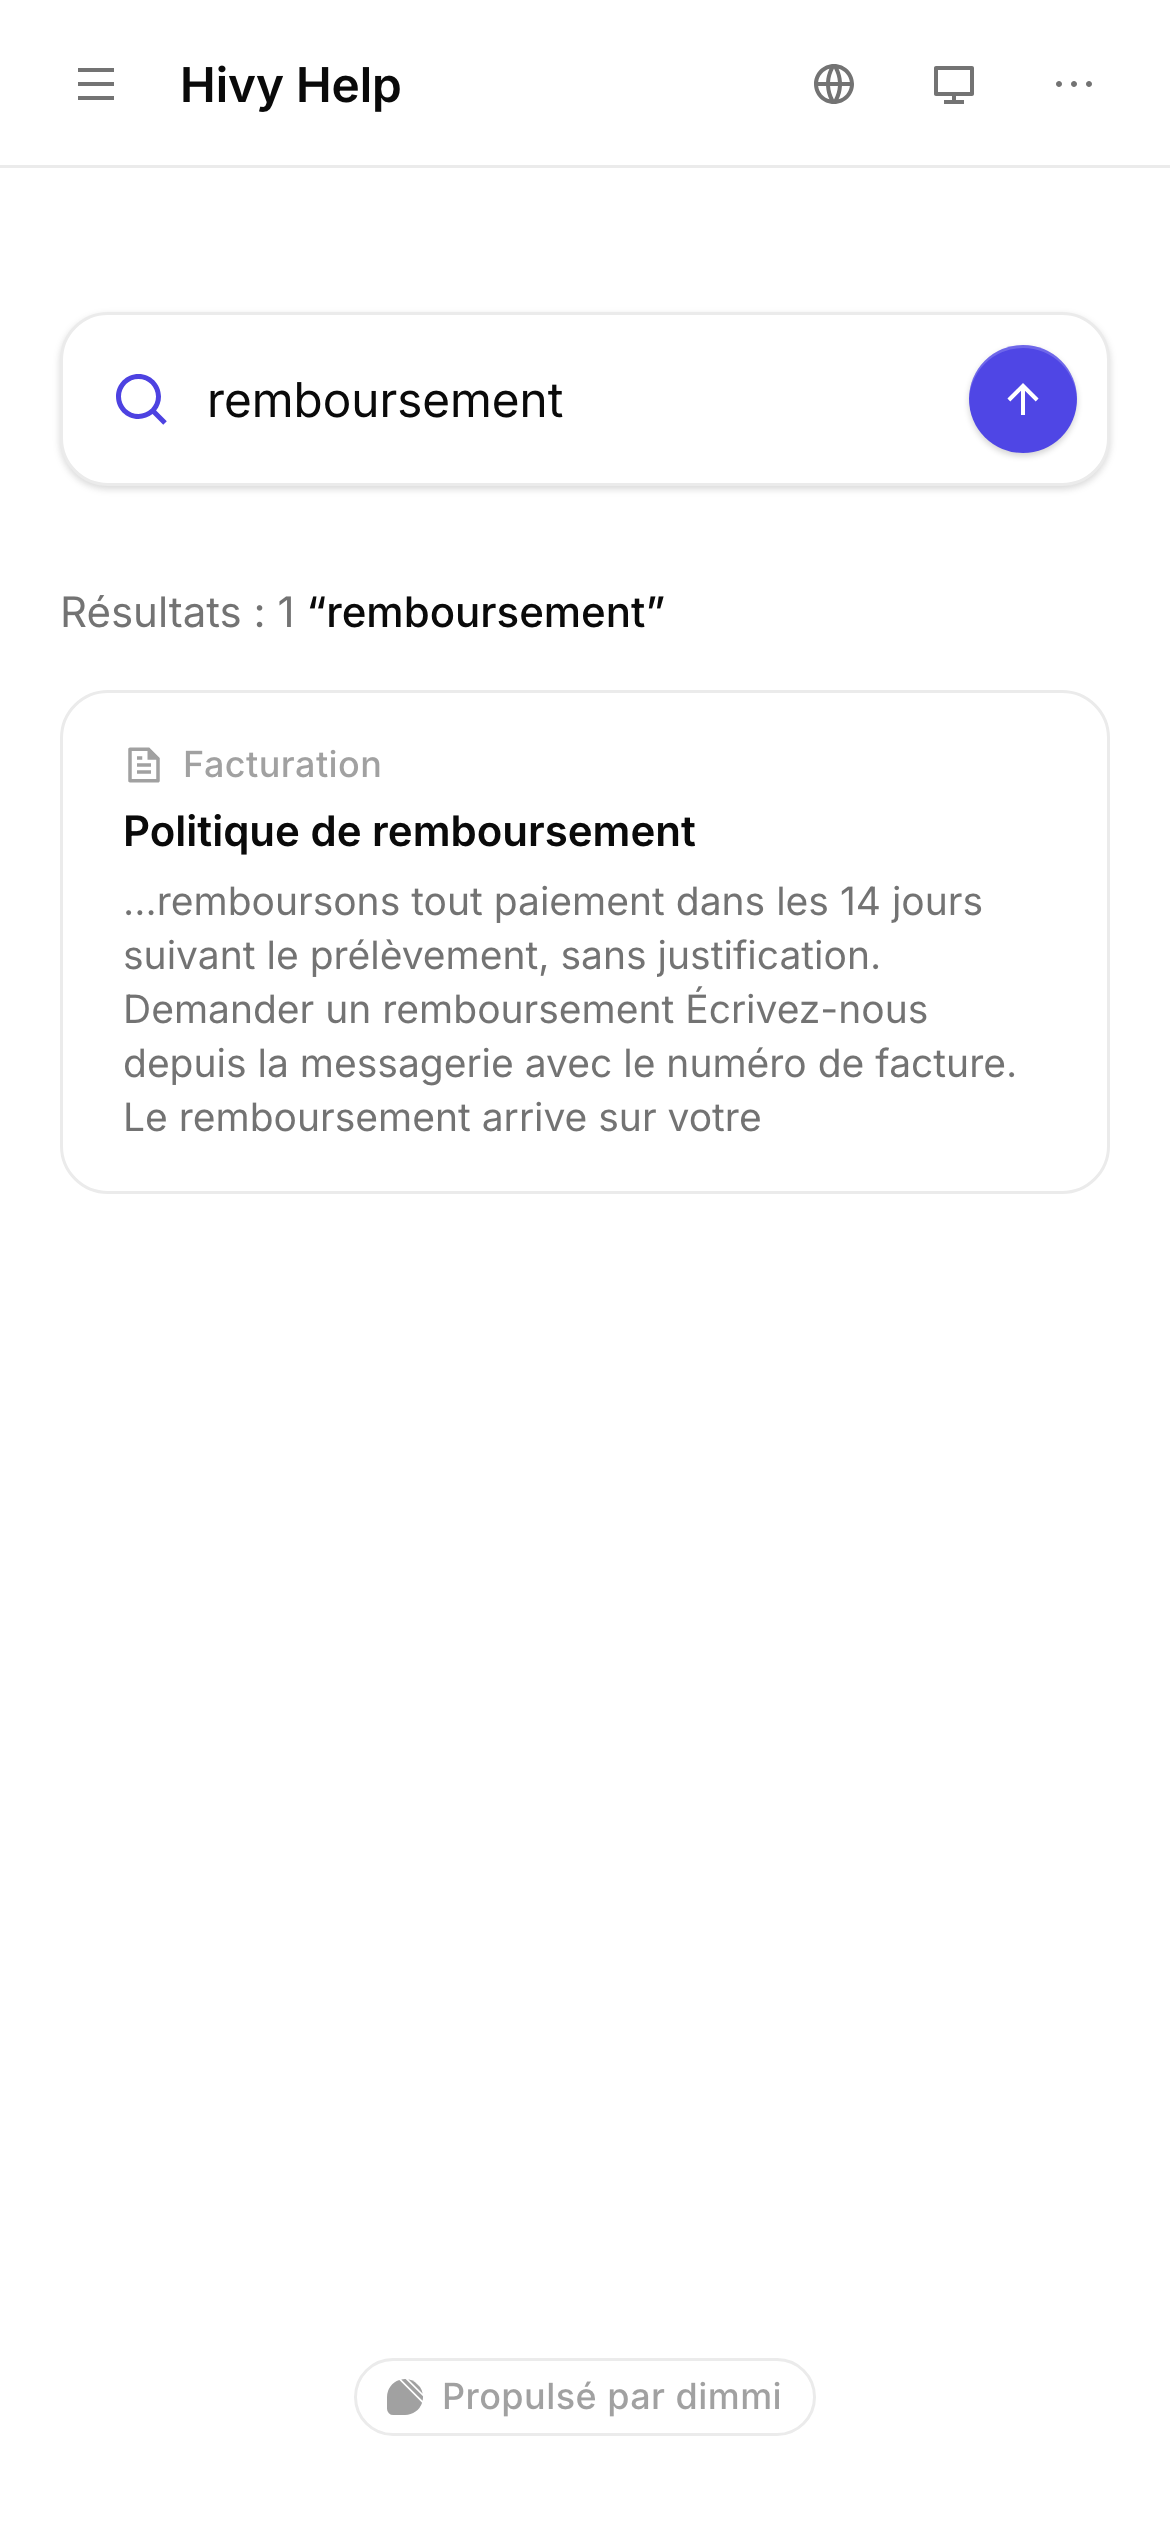 Hivy Help
remboursement
Résultats : 1 “remboursement”
Facturation
Politique de remboursement
…remboursons tout paiement dans les 14 jours
suivant le prélèvement, sans justification.
Demander un remboursement Écrivez-nous
depuis la messagerie avec le numéro de facture.
Le remboursement arrive sur votre
Propulsé par dimmi